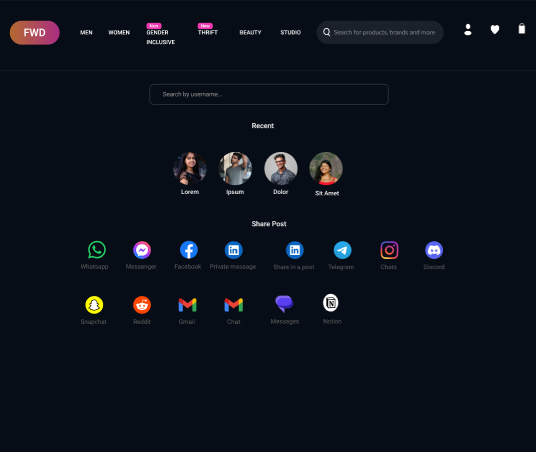 FWD
MEN
WOMEN
New
GENDER
INCLUSIVE
New
THRIFT
BEAUTY
STUDIO
Search for products, brands and more
Search by username...
Recent
Lorem
Ipsum
Dolor
Sit Amet
Share Post
Whatsapp
Messenger
Facebook
Private message
Share in a post
Telegram
Chats
Discord
Snapchat
Reddit
Gmail
Chat
Messages
Notion